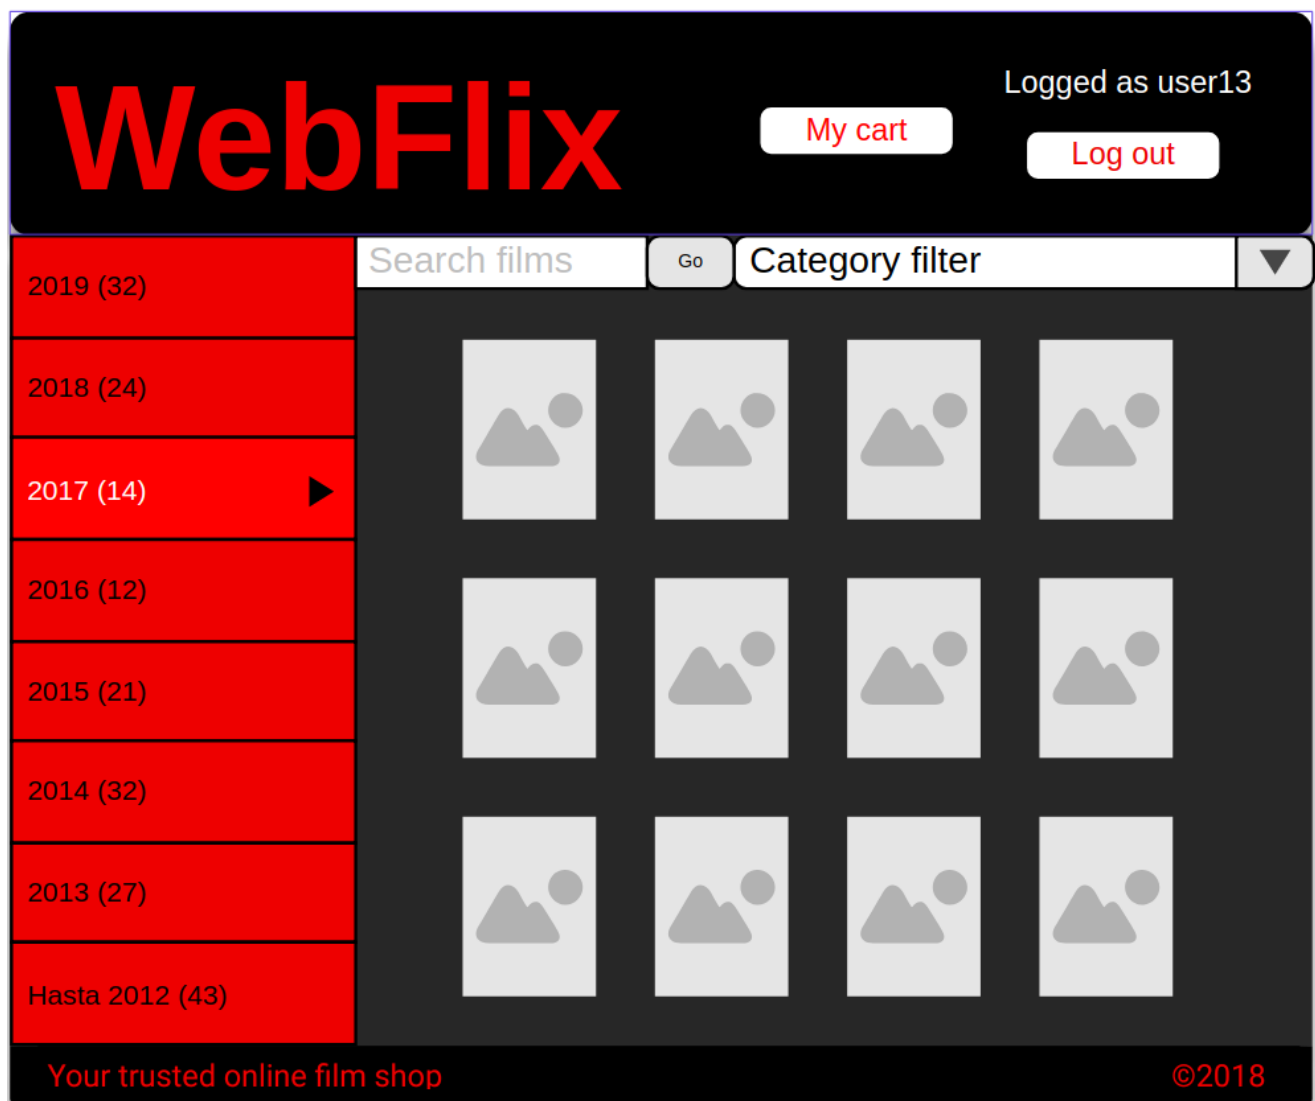 WebFlix
My cart
Logged as user13
Log out
Search films
Go
Category filter
2019 (32)
2018 (24)
2017 (14)
2016 (12)
2015 (21)
2014 (32)
2013 (27)
Hasta 2012 (43)
Your trusted online film shop
©2018